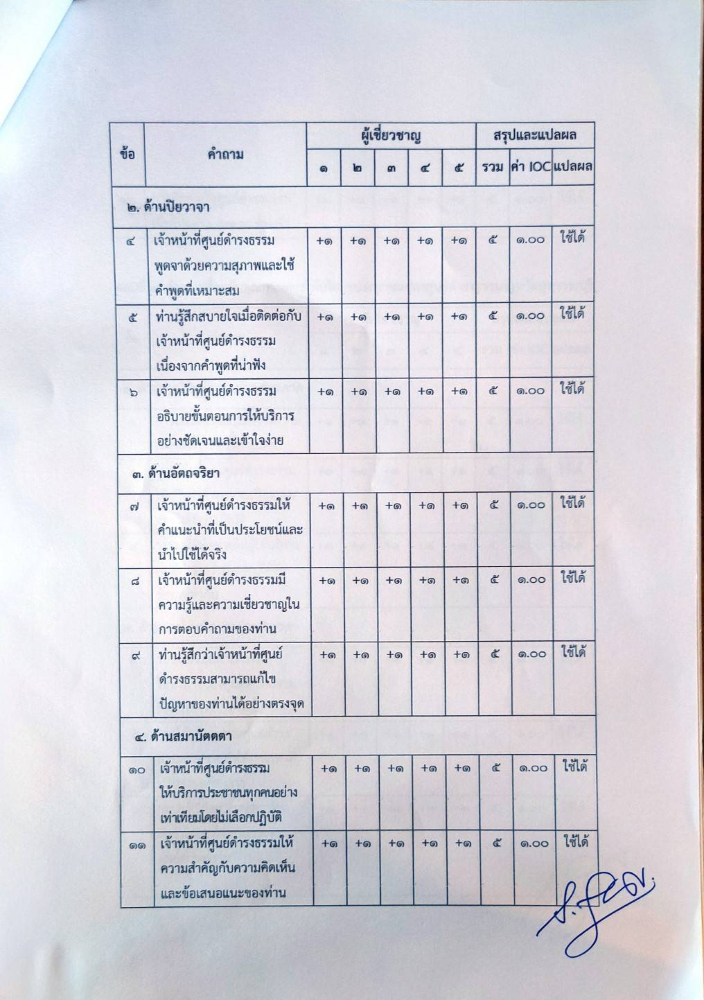 ข้อ คำถาม ผู้เชี่ยวชาญ สรุปและแปลผล
๑ ๒ ๓ ๔ ๕ รวม ค่า IOC แปลผล
๒. ด้านปิยวาจา
๔ เจ้าหน้าที่ศูนย์ดำรงธรรม +๑ +๑ +๑ +๑ +๑ ๕ ๑.๐๐ ใช้ได้
พูดจาด้วยความสุภาพและใช้
คำพูดที่เหมาะสม
๕ ท่านรู้สึกสบายใจเมื่อติดต่อกับ +๑ +๑ +๑ +๑ +๑ ๕ ๑.๐๐ ใช้ได้
เจ้าหน้าที่ศูนย์ดำรงธรรม
เนื่องจากคำพูดที่น่าฟัง
๖ เจ้าหน้าที่ศูนย์ดำรงธรรม +๑ +๑ +๑ +๑ +๑ ๕ ๑.๐๐ ใช้ได้
อธิบายขั้นตอนการให้บริการ
อย่างชัดเจนและเข้าใจง่าย
๓. ด้านอัตถจริยา
๗ เจ้าหน้าที่ศูนย์ดำรงธรรมให้ +๑ +๑ +๑ +๑ +๑ ๕ ๑.๐๐ ใช้ได้
คำแนะนำที่เป็นประโยชน์และ
นำไปใช้ได้จริง
๘ เจ้าหน้าที่ศูนย์ดำรงธรรมมี +๑ +๑ +๑ +๑ +๑ ๕ ๑.๐๐ ใช้ได้
ความรู้และความเชี่ยวชาญใน
การตอบคำถามของท่าน
๙ ท่านรู้สึกว่าเจ้าหน้าที่ศูนย์ +๑ +๑ +๑ +๑ +๑ ๕ ๑.๐๐ ใช้ได้
ดำรงธรรมสามารถแก้ไข
ปัญหาของท่านได้อย่างตรงจุด
๔. ด้านสมานัตตตา
๑๐ เจ้าหน้าที่ศูนย์ดำรงธรรม +๑ +๑ +๑ +๑ +๑ ๕ ๑.๐๐ ใช้ได้
ให้บริการประชาชนทุกคนอย่าง
เท่าเทียมโดยไม่เลือกปฏิบัติ
๑๑ เจ้าหน้าที่ศูนย์ดำรงธรรมให้ +๑ +๑ +๑ +๑ +๑ ๕ ๑.๐๐ ใช้ได้
ความสำคัญกับความคิดเห็น
และข้อเสนอแนะของท่าน